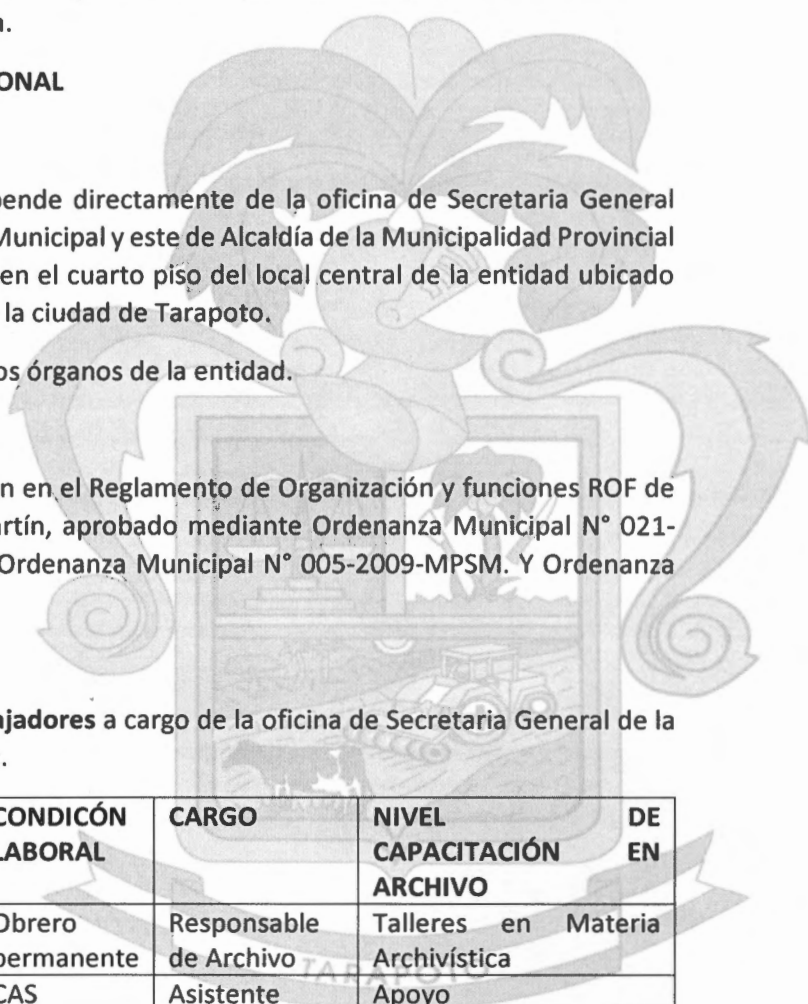 n.
ONAL
pende directamente de la oficina de Secretaria General
Municipal y este de Alcaldía de la Municipalidad Provincial
en el cuarto piso del local central de la entidad ubicado
la ciudad de Tarapoto.
os órganos de la entidad.
n en el Reglamento de Organización y funciones ROF de
artín, aprobado mediante Ordenanza Municipal N° 021-
Ordenanza Municipal N° 005-2009-MPSM. Y Ordenanza
ajadores a cargo de la oficina de Secretaria General de la
.
CONDICÓN CARGO NIVEL DE
LABORAL CAPACITACIÓN EN
ARCHIVO
Obrero Responsable Talleres en Materia
permanente de Archivo Archivística
CAS Asistente Apoyo
TARAPOTO